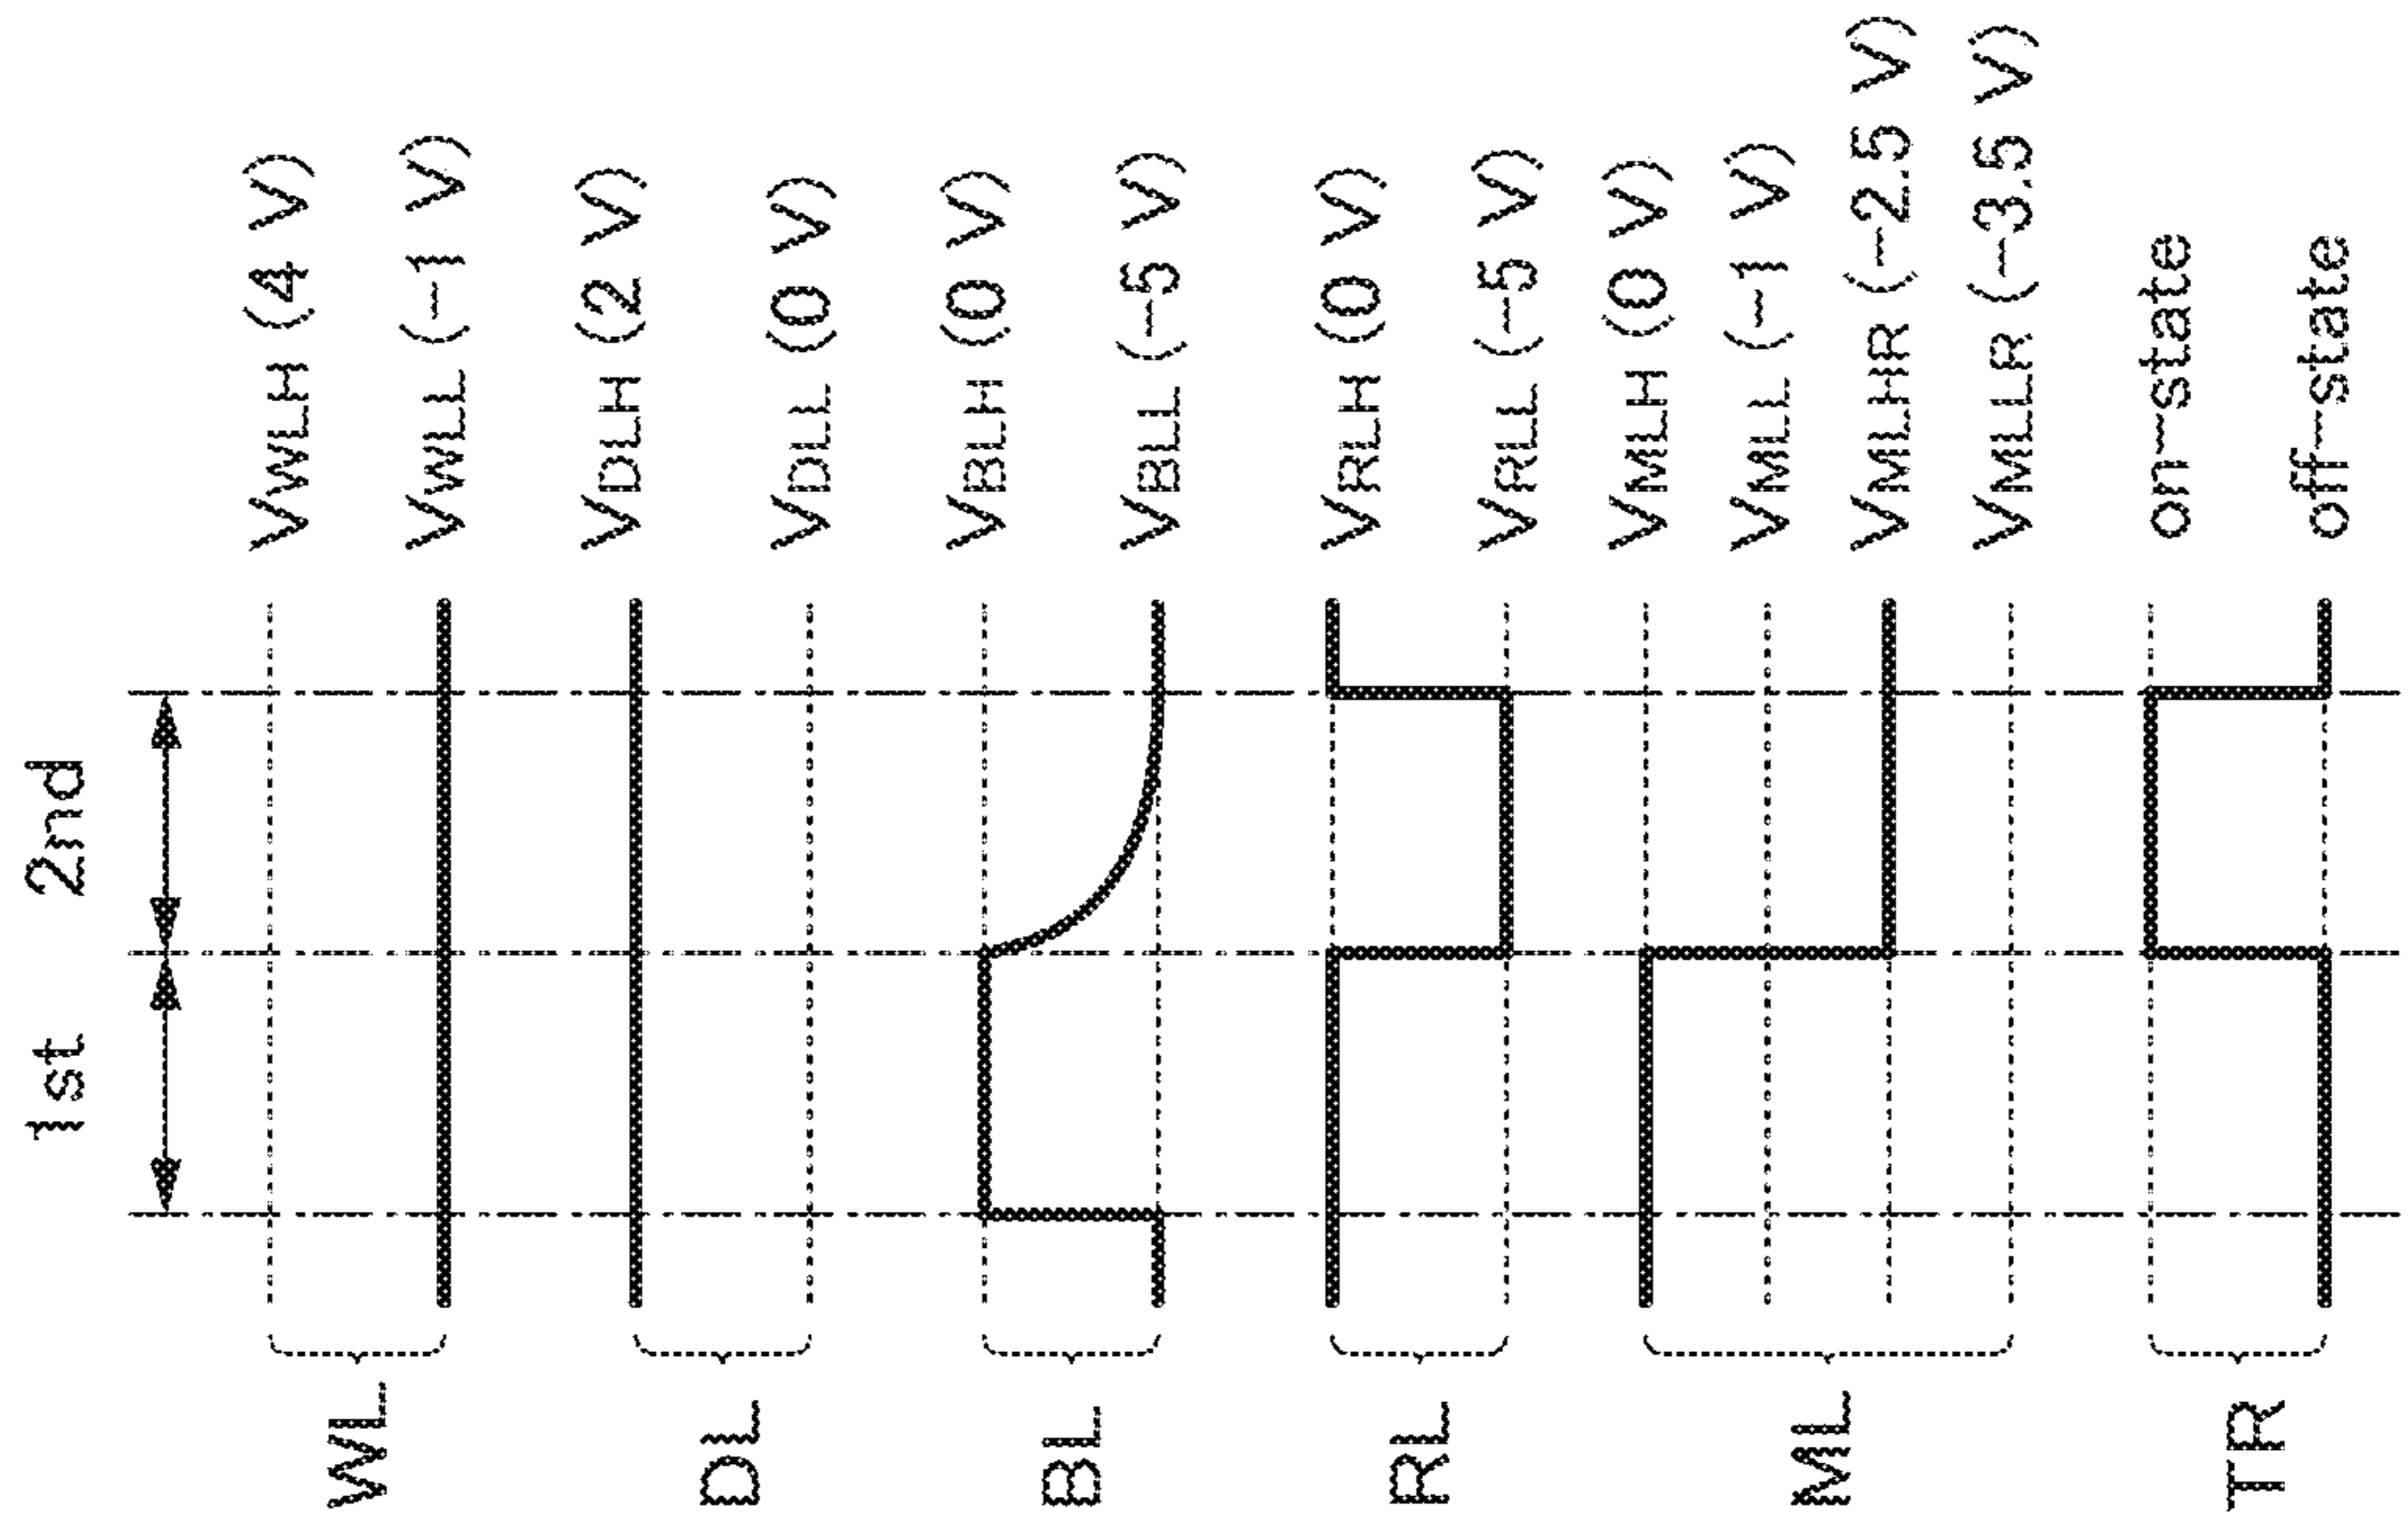 1st 2nd
WL
VWLH (4 V)
VWLL (-1 V)
DL
VDLH (2 V)
VDLL (0 V)
BL
VBLH (0 V)
VBLL (-5 V)
RL
VRLH (0 V)
VRLL (-5 V)
ML
VMLH (0 V)
VMLL (-1 V)
VMLHR (-2.5 V)
VMLLR (-3.5 V)
TR
on-state
off-state